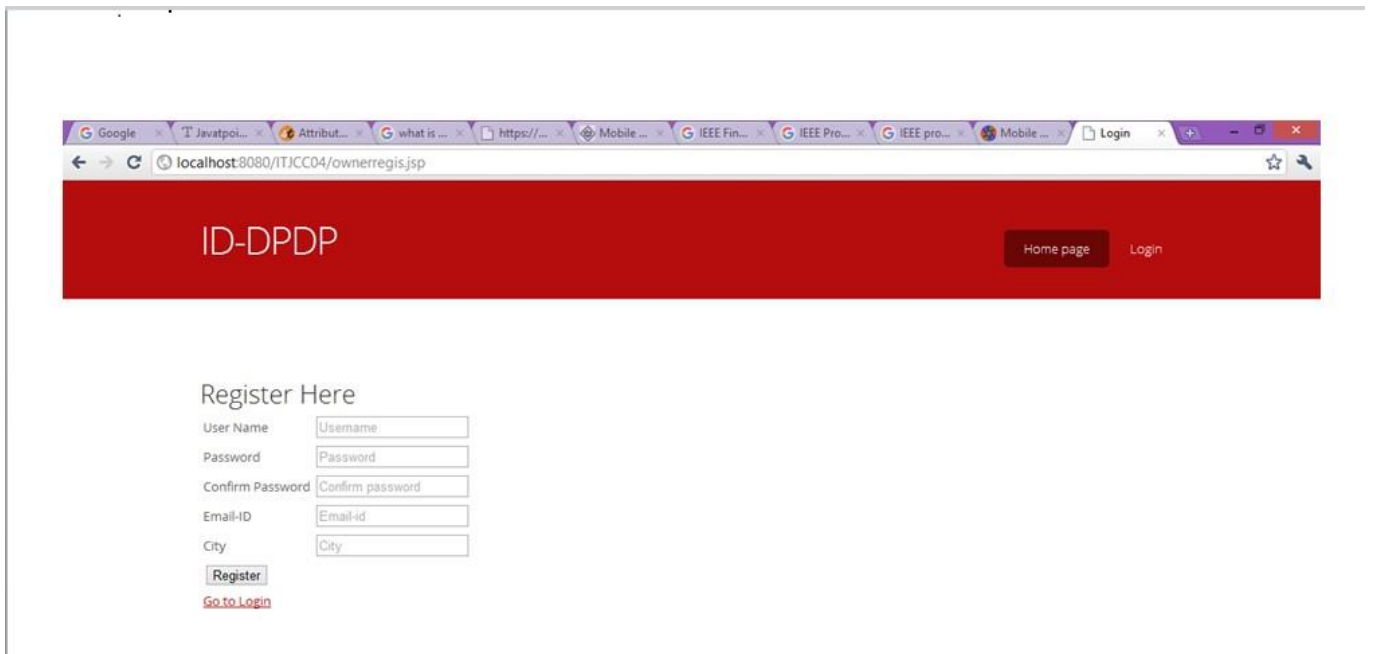 Google Javatpoi... Attribut... what is ... https://... Mobile ... IEEE Fin... IEEE Pro... IEEE pro... Mobile ... Login
localhost:8080/ITJCC04/ownerregis.jsp
ID-DPDP
Home page Login
Register Here
User Name Username
Password Password
Confirm Password Confirm password
Email-ID Email-id
City City
Register
Go to Login